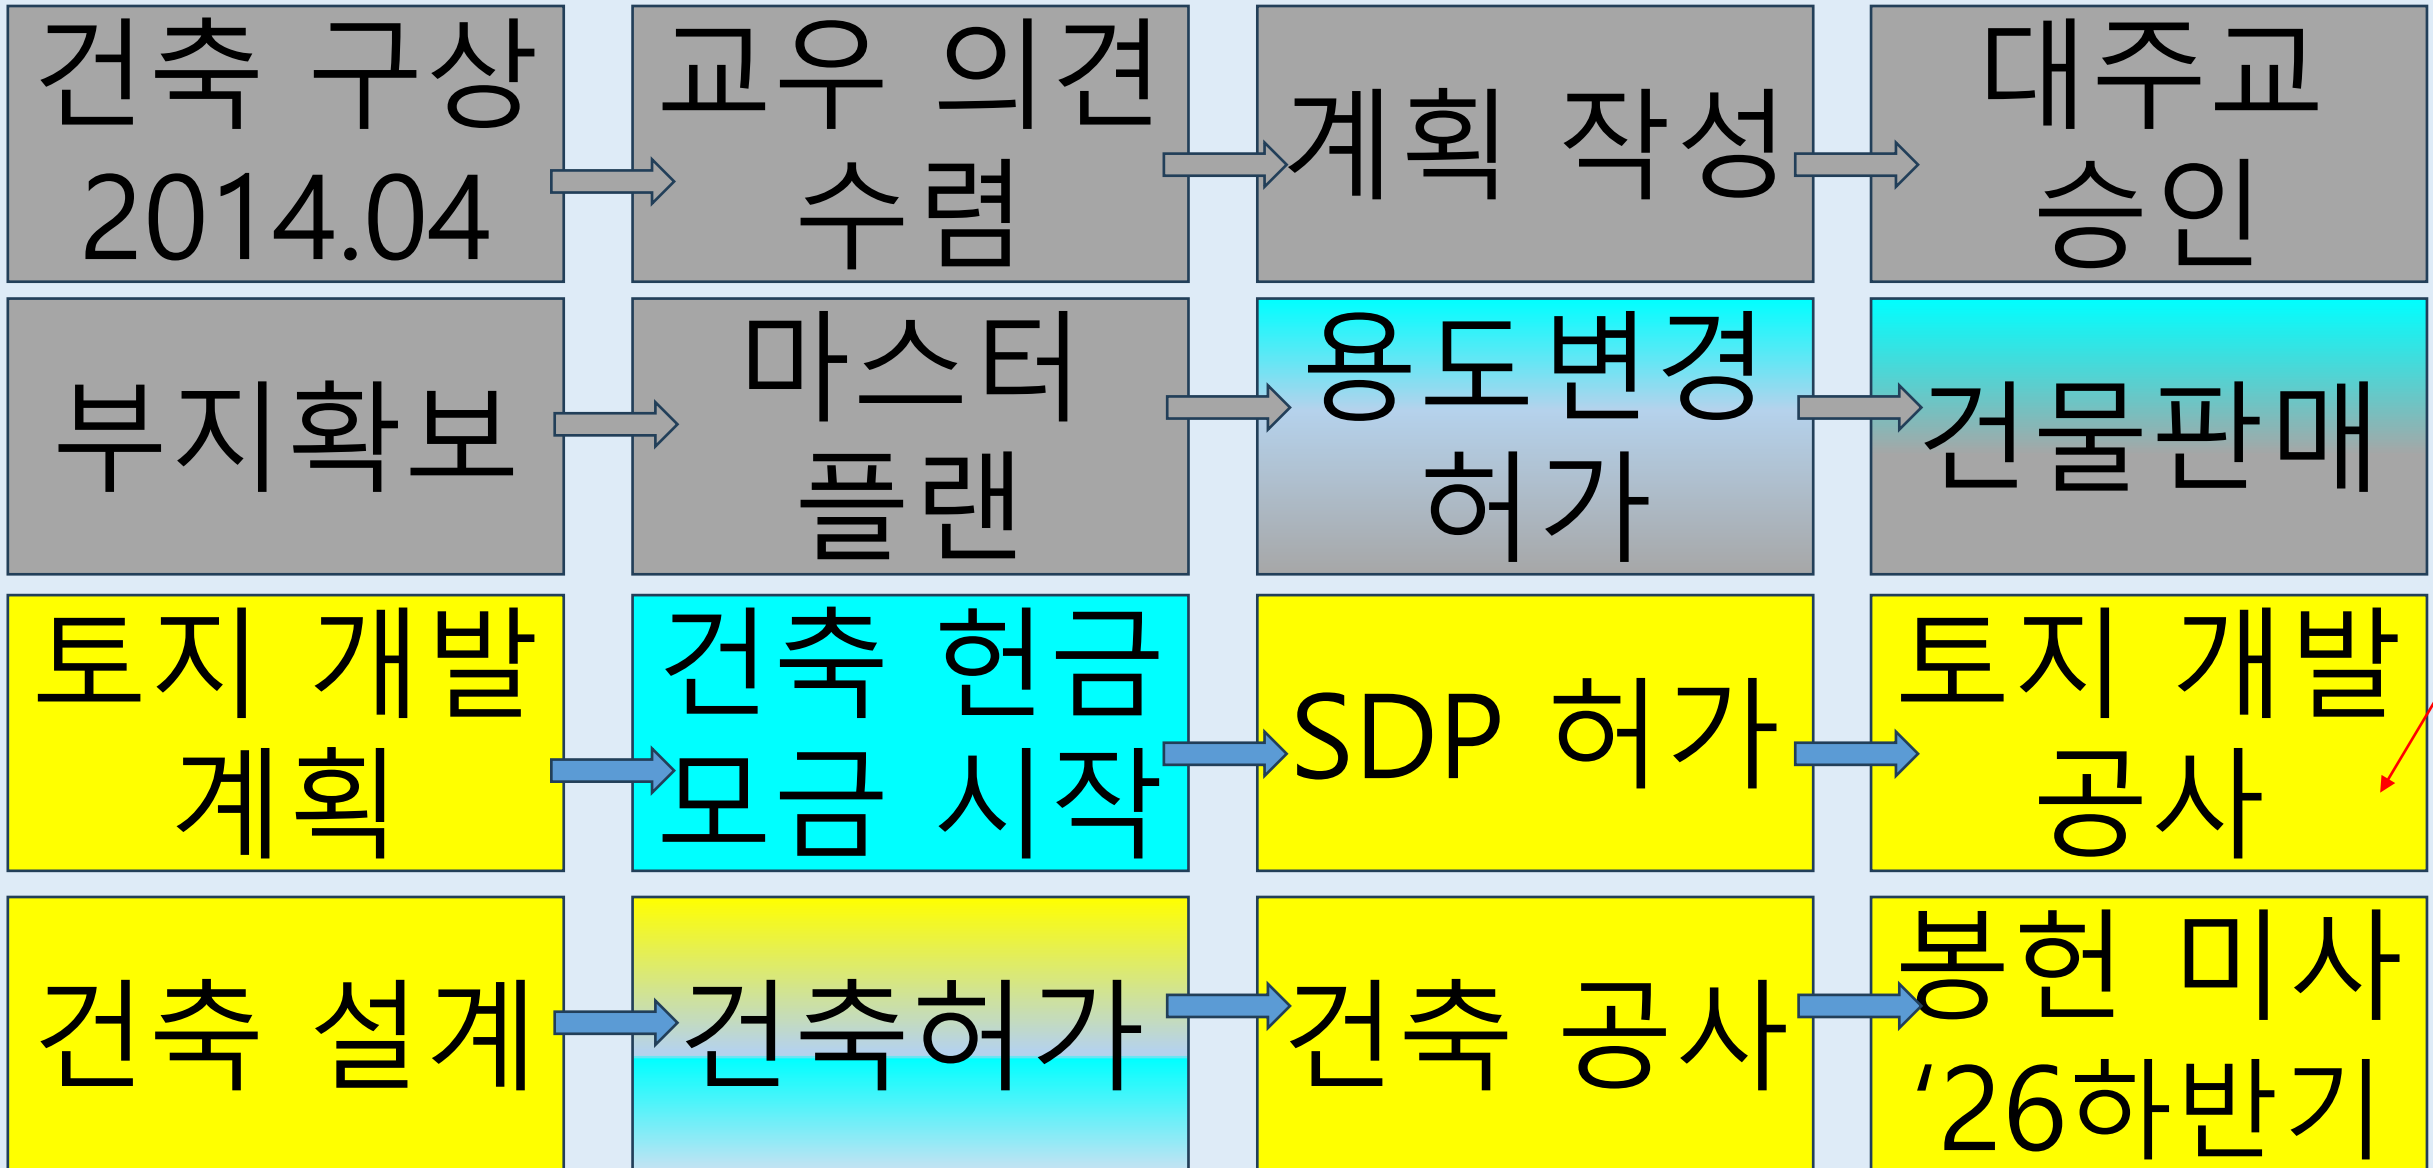 건축 구상
2014.04
교우 의견
수렴
계획 작성
대주교
승인
부지확보
마스터
플랜
용도변경
허가
건물판매
토지 개발
계획
건축 헌금
모금 시작
SDP 허가
토지 개발
공사
건축 설계
건축허가
건축 공사
봉헌 미사
‘26하반기